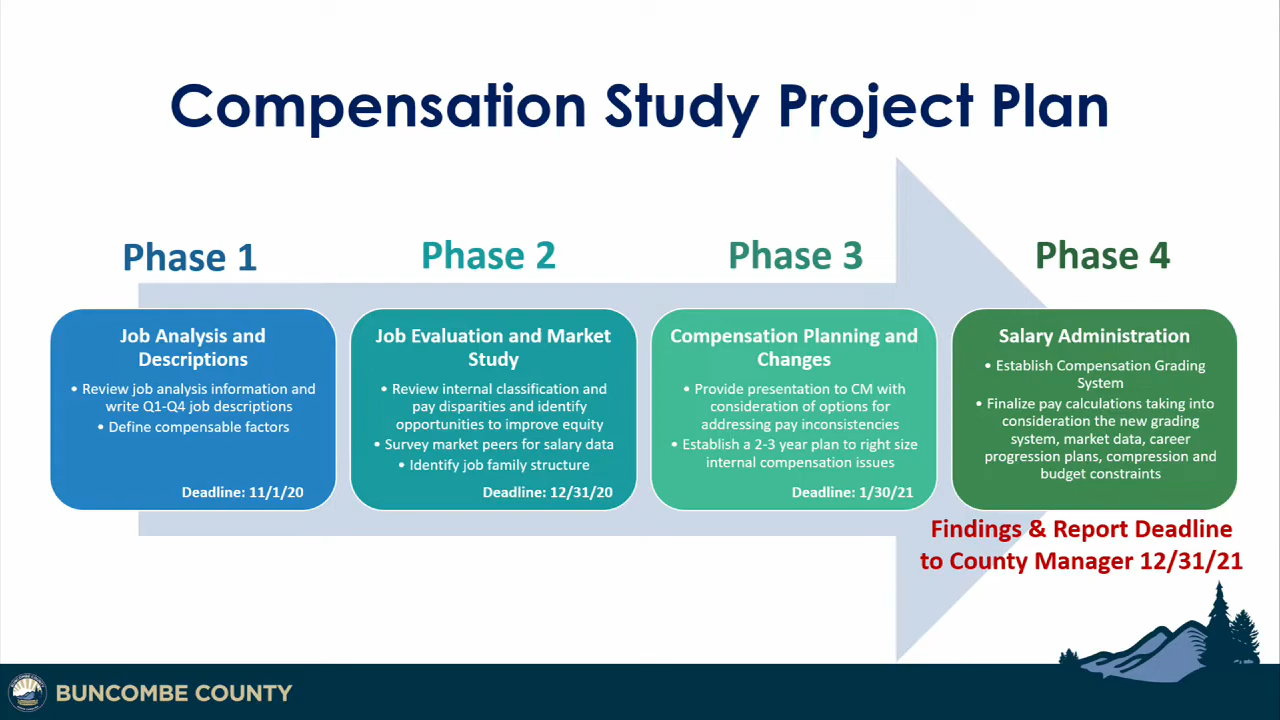 Compensation Study Project Plan
Phase 1
Job Analysis and
Descriptions
• Review job analysis information and
write Q1-Q4 job descriptions
• Define compensable factors
Deadline: 11/1/20
Phase 2
Job Evaluation and Market
Study
• Review internal classification and
pay disparities and identify
opportunities to improve equity
• Survey market peers for salary data
• Identify job family structure
Deadline: 12/31/20
Phase 3
Compensation Planning and
Changes
• Provide presentation to CM with
consideration of options for
addressing pay inconsistencies
• Establish a 2-3 year plan to right size
internal compensation issues
Deadline: 1/30/21
Phase 4
Salary Administration
• Establish Compensation Grading
System
• Finalize pay calculations taking into
consideration the new grading
system, market data, career
progression plans, compression and
budget constraints
Findings & Report Deadline
to County Manager 12/31/21
BUNCOMBE COUNTY